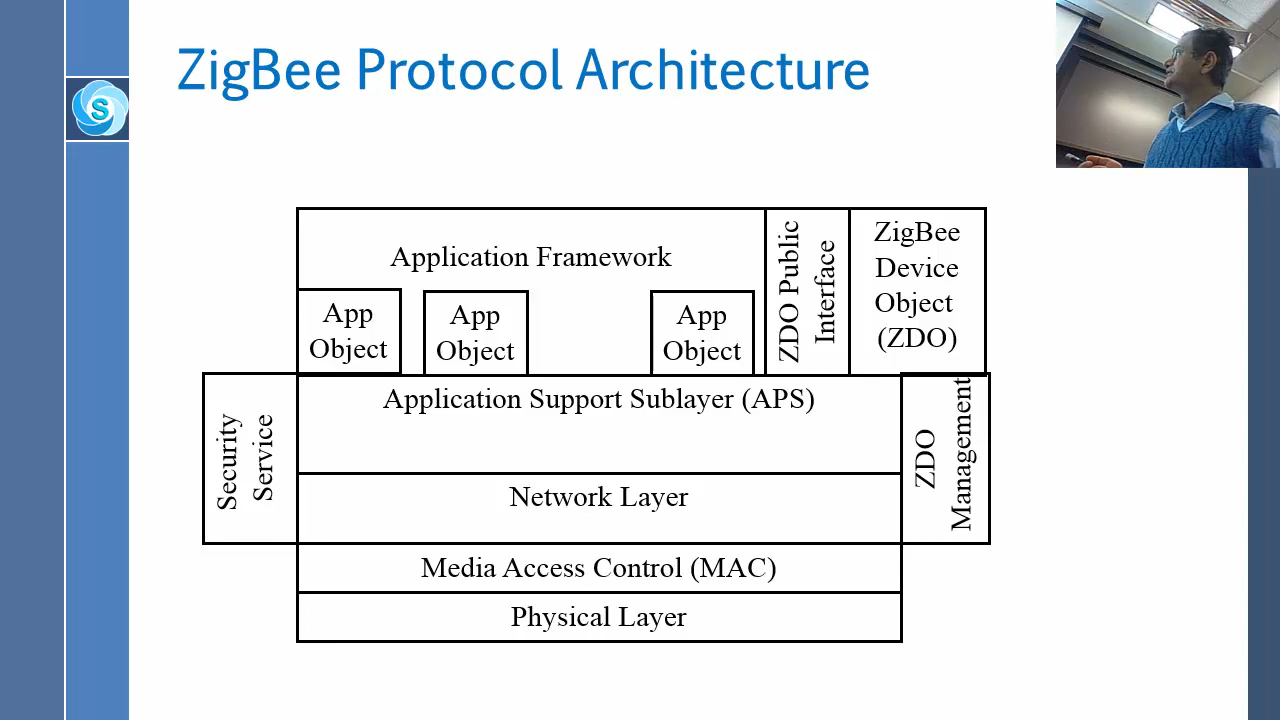 ZigBee Protocol Architecture
S
Application Framework
App
Object
App
Object
App
Object
ZDO Public
Interface
ZigBee
Device
Object
(ZDO)
Security
Service
Application Support Sublayer (APS)
ZDO
Management
Network Layer
Media Access Control (MAC)
Physical Layer